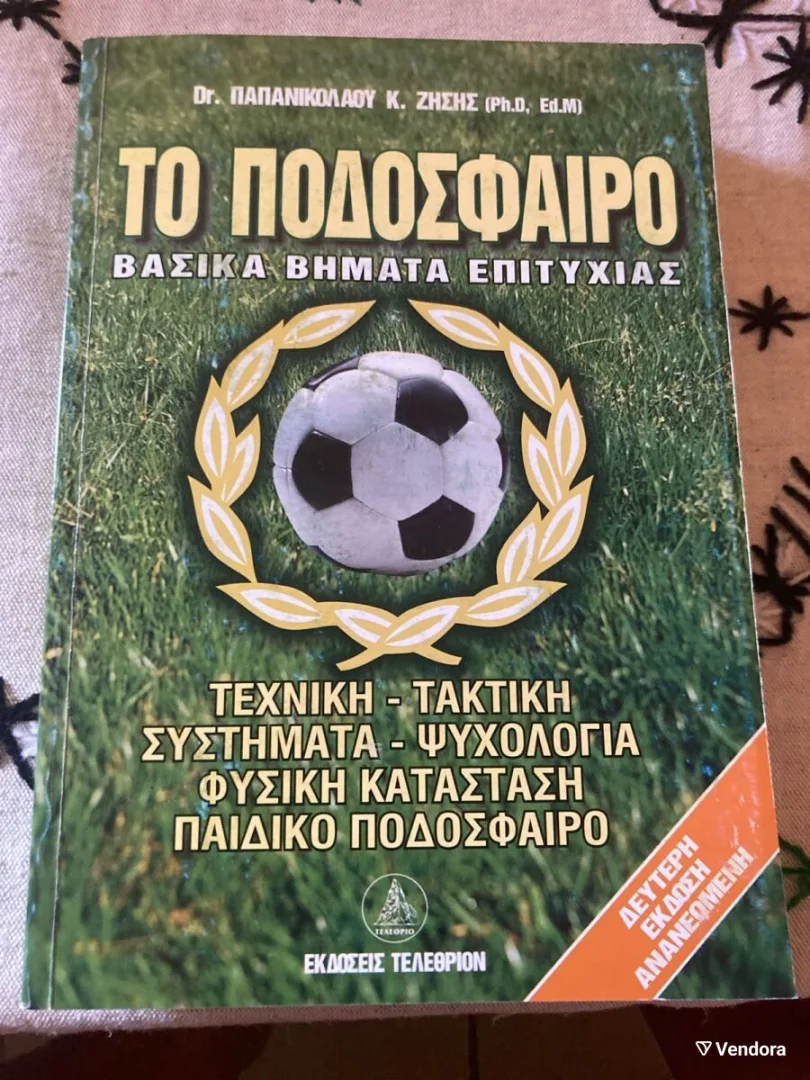 Dr. ΠΑΠΑΝΙΚΟΛΑΟΥ Κ. ΖΗΣΗΣ (Ph.D, Ed.M)
ΤΟ ΠΟΔΟΣΦΑΙΡΟ
ΒΑΣΙΚΑ ΒΗΜΑΤΑ ΕΠΙΤΥΧΙΑΣ
ΤΕΧΝΙΚΗ - ΤΑΚΤΙΚΗ
ΣΥΣΤΗΜΑΤΑ - ΨΥΧΟΛΟΓΙΑ
ΦΥΣΙΚΗ ΚΑΤΑΣΤΑΣΗ
ΠΑΙΔΙΚΟ ΠΟΔΟΣΦΑΙΡΟ
ΔΕΥΤΕΡΗ
ΕΚΔΟΣΗ
ΑΝΑΝΕΩΜΕΝΗ
ΤΕΛΕΘΡΙΟ
ΕΚΔΟΣΕΙΣ ΤΕΛΕΘΡΙΟΝ
Vendora